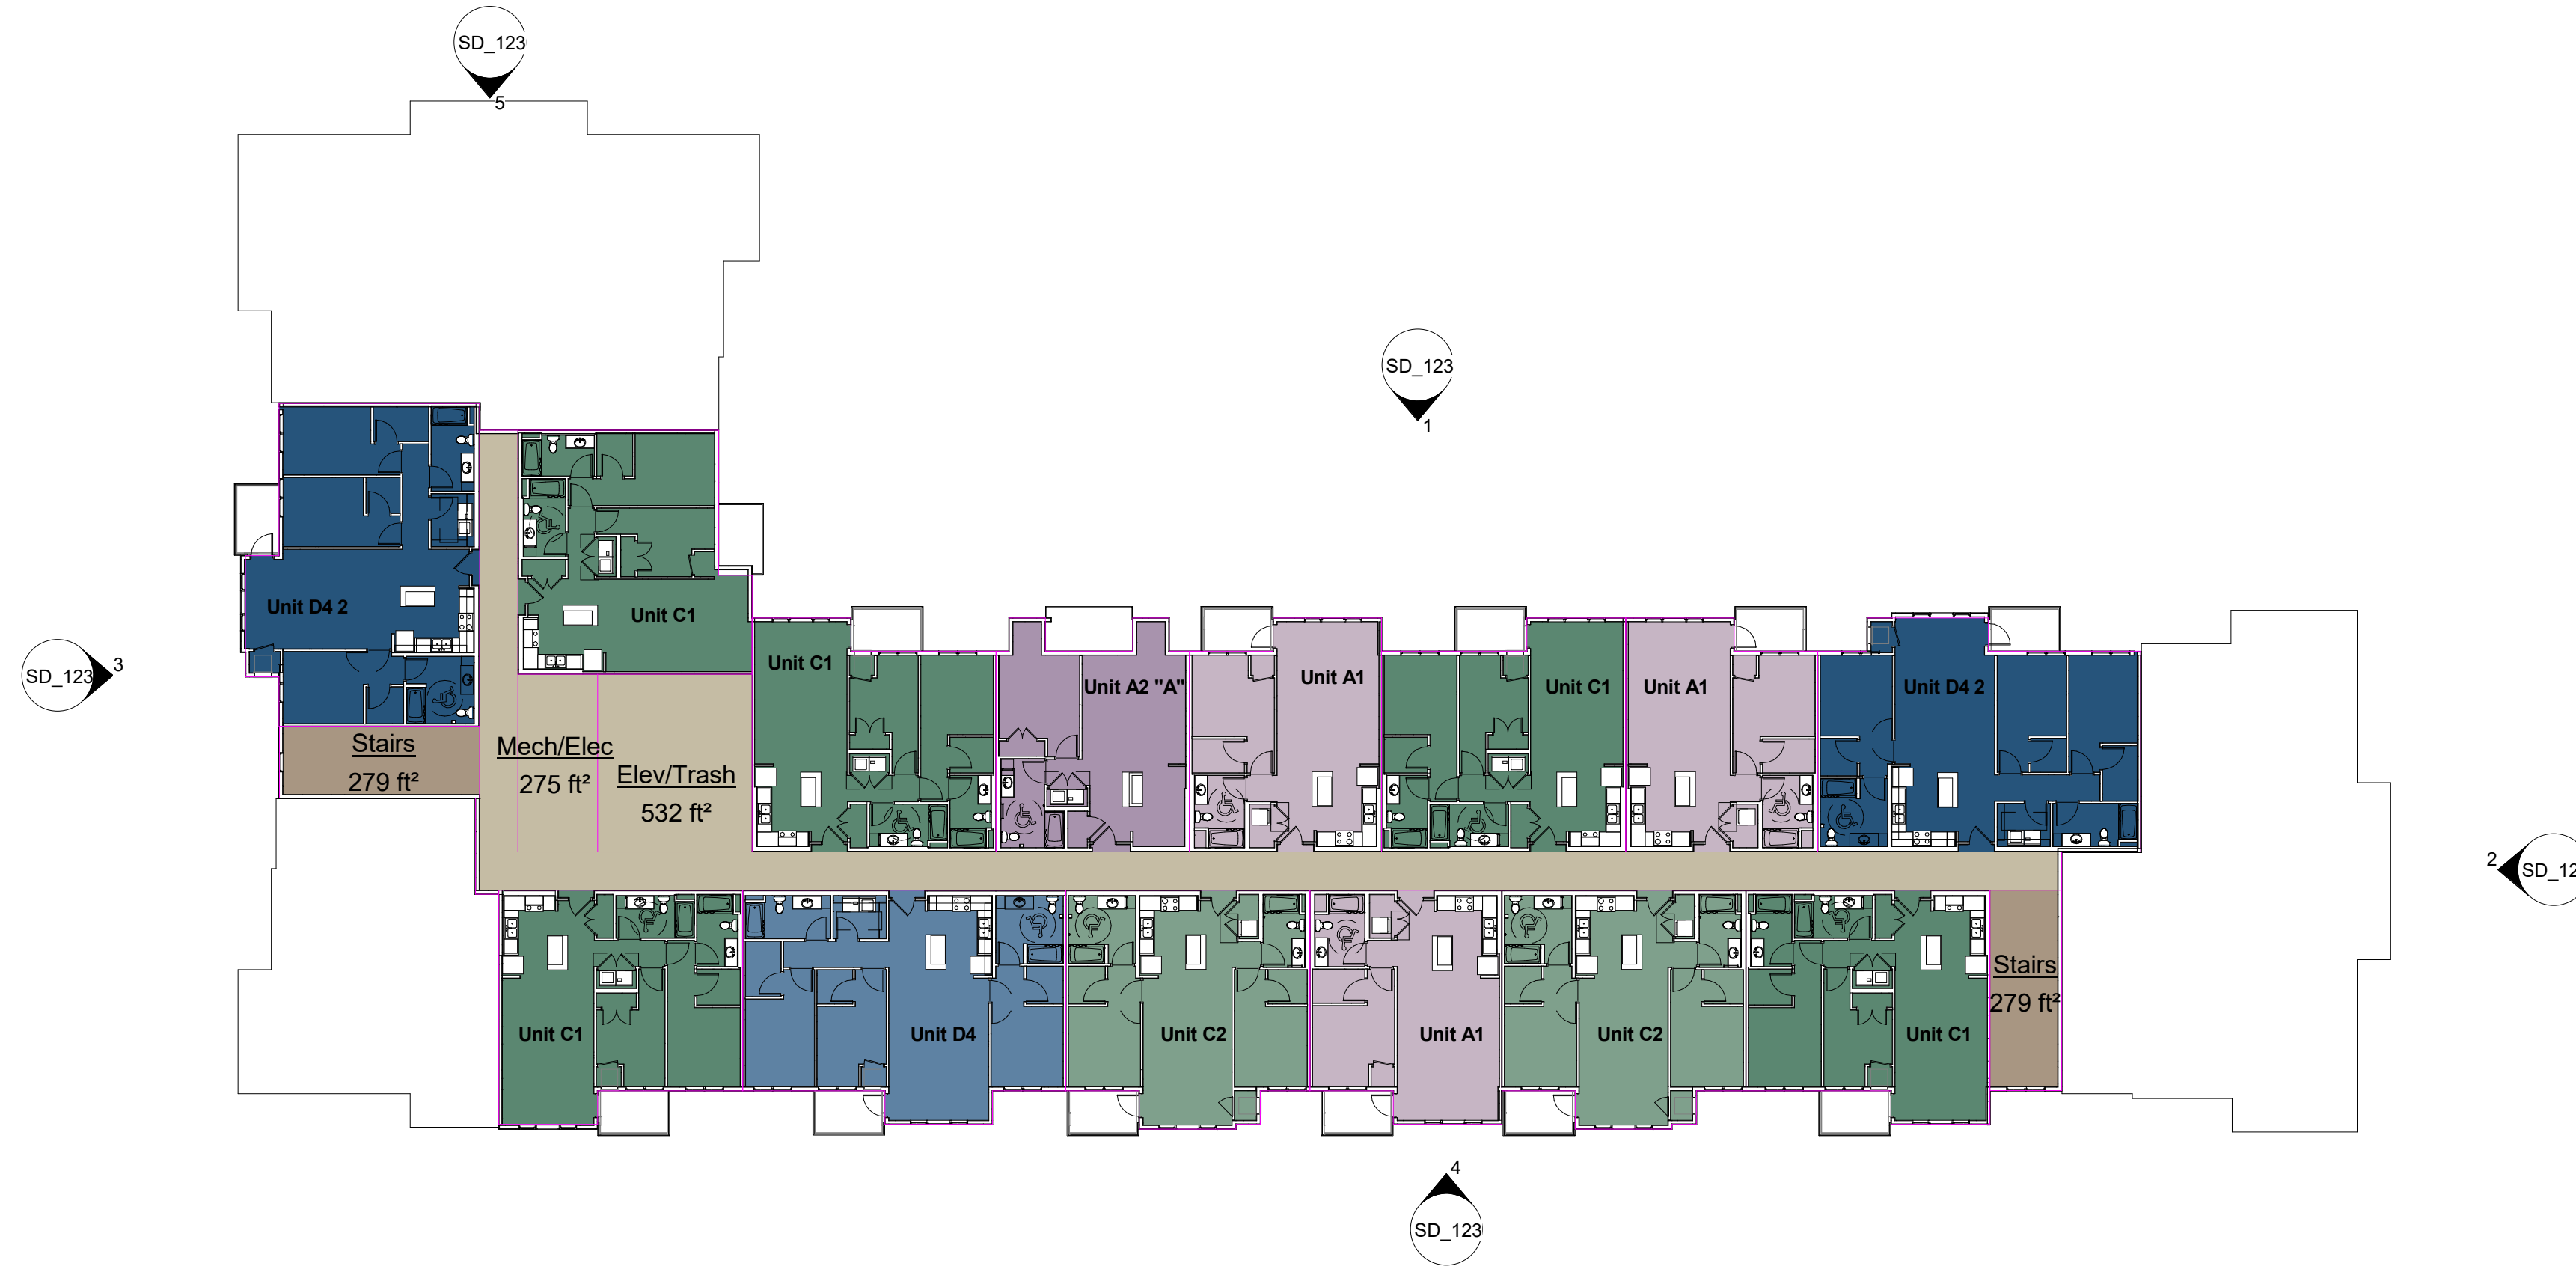 SD_123
5
SD_123
1
Unit D4 2
Unit C1
SD_123
3
Unit C1
Unit A2 "A"
Unit A1
Unit C1
Unit A1
Unit D4 2
Stairs
279 ft²
Mech/Elec
275 ft²
Elev/Trash
532 ft²
2
SD_12
Stairs
279 ft²
Unit C1
Unit D4
Unit C2
Unit A1
Unit C2
Unit C1
4
SD_123